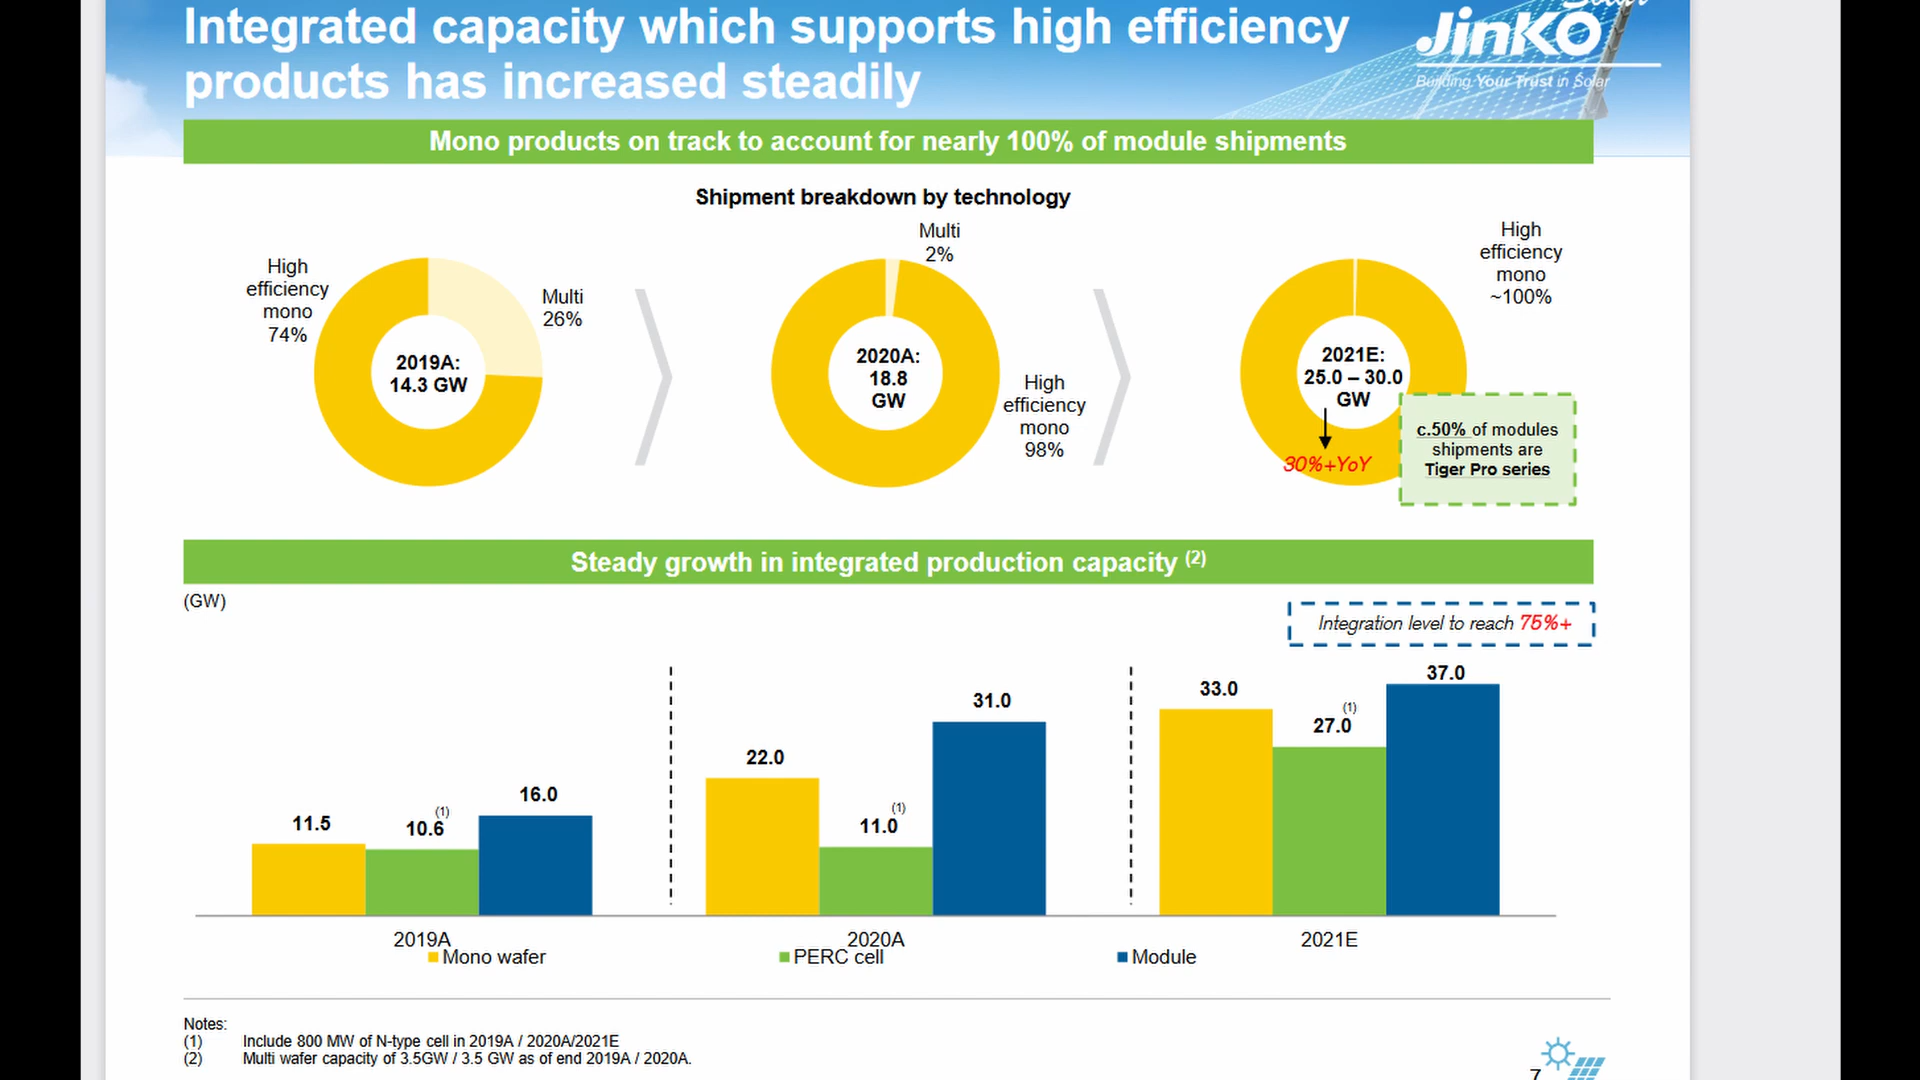 Integrated capacity which supports high efficiency
products has increased steadily
Solar
JinKO
Building Your Trust in Solar
Mono products on track to account for nearly 100% of module shipments
Shipment breakdown by technology
High
efficiency
mono
74%
Multi
26%
2019A:
14.3 GW
Multi
2%
2020A:
18.8
GW
High
efficiency
mono
98%
High
efficiency
mono
~100%
2021E:
25.0 – 30.0
GW
30%+YoY
c.50% of modules
shipments are
Tiger Pro series
Steady growth in integrated production capacity (2)
(GW)
Integration level to reach 75%+
11.5
10.6 (1)
16.0
22.0
11.0 (1)
31.0
33.0
27.0 (1)
37.0
2019A
2020A
2021E
Mono wafer
PERC cell
Module
Notes:
(1) Include 800 MW of N-type cell in 2019A / 2020A/2021E
(2) Multi wafer capacity of 3.5GW / 3.5 GW as of end 2019A / 2020A.
7